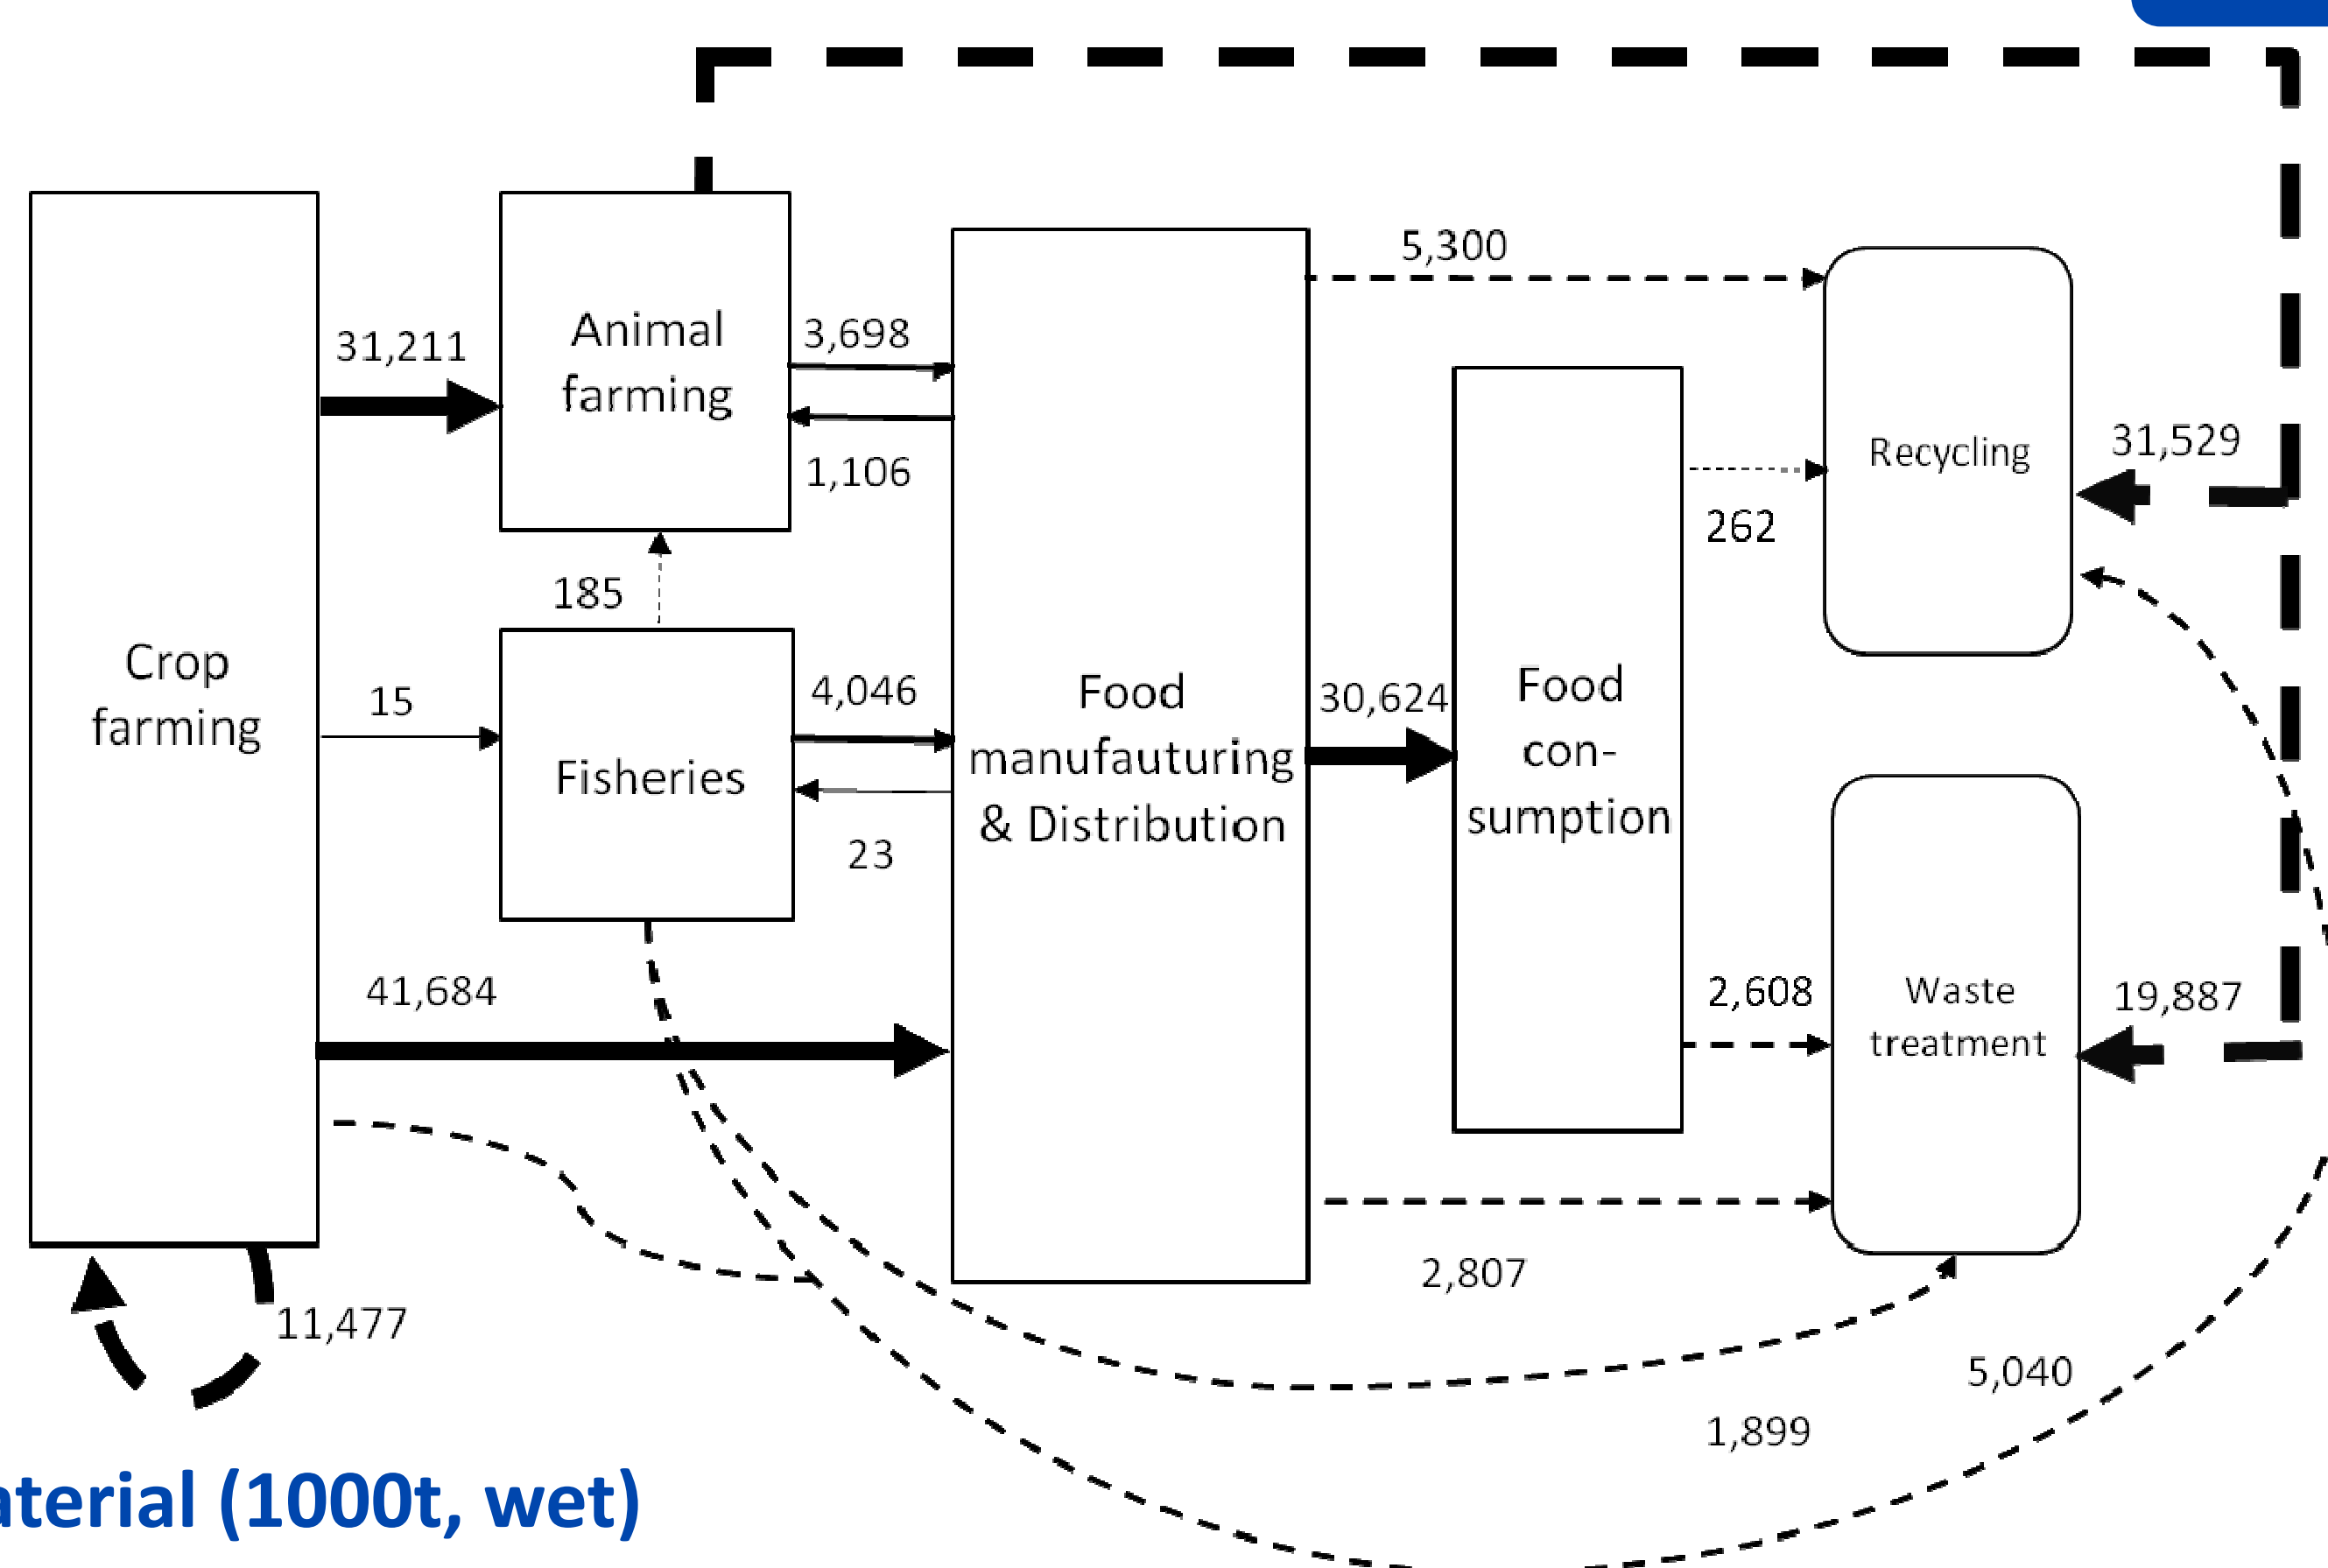 5,300
31,211
Animal
farming
3,698
1,106
Recycling
31,529
262
185
Crop
farming
15
Fisheries
4,046
23
Food
manufauturing
& Distribution
30,624
Food
con-
sumption
41,684
2,608
Waste
treatment
19,887
2,807
11,477
5,040
1,899
(1000t, wet)